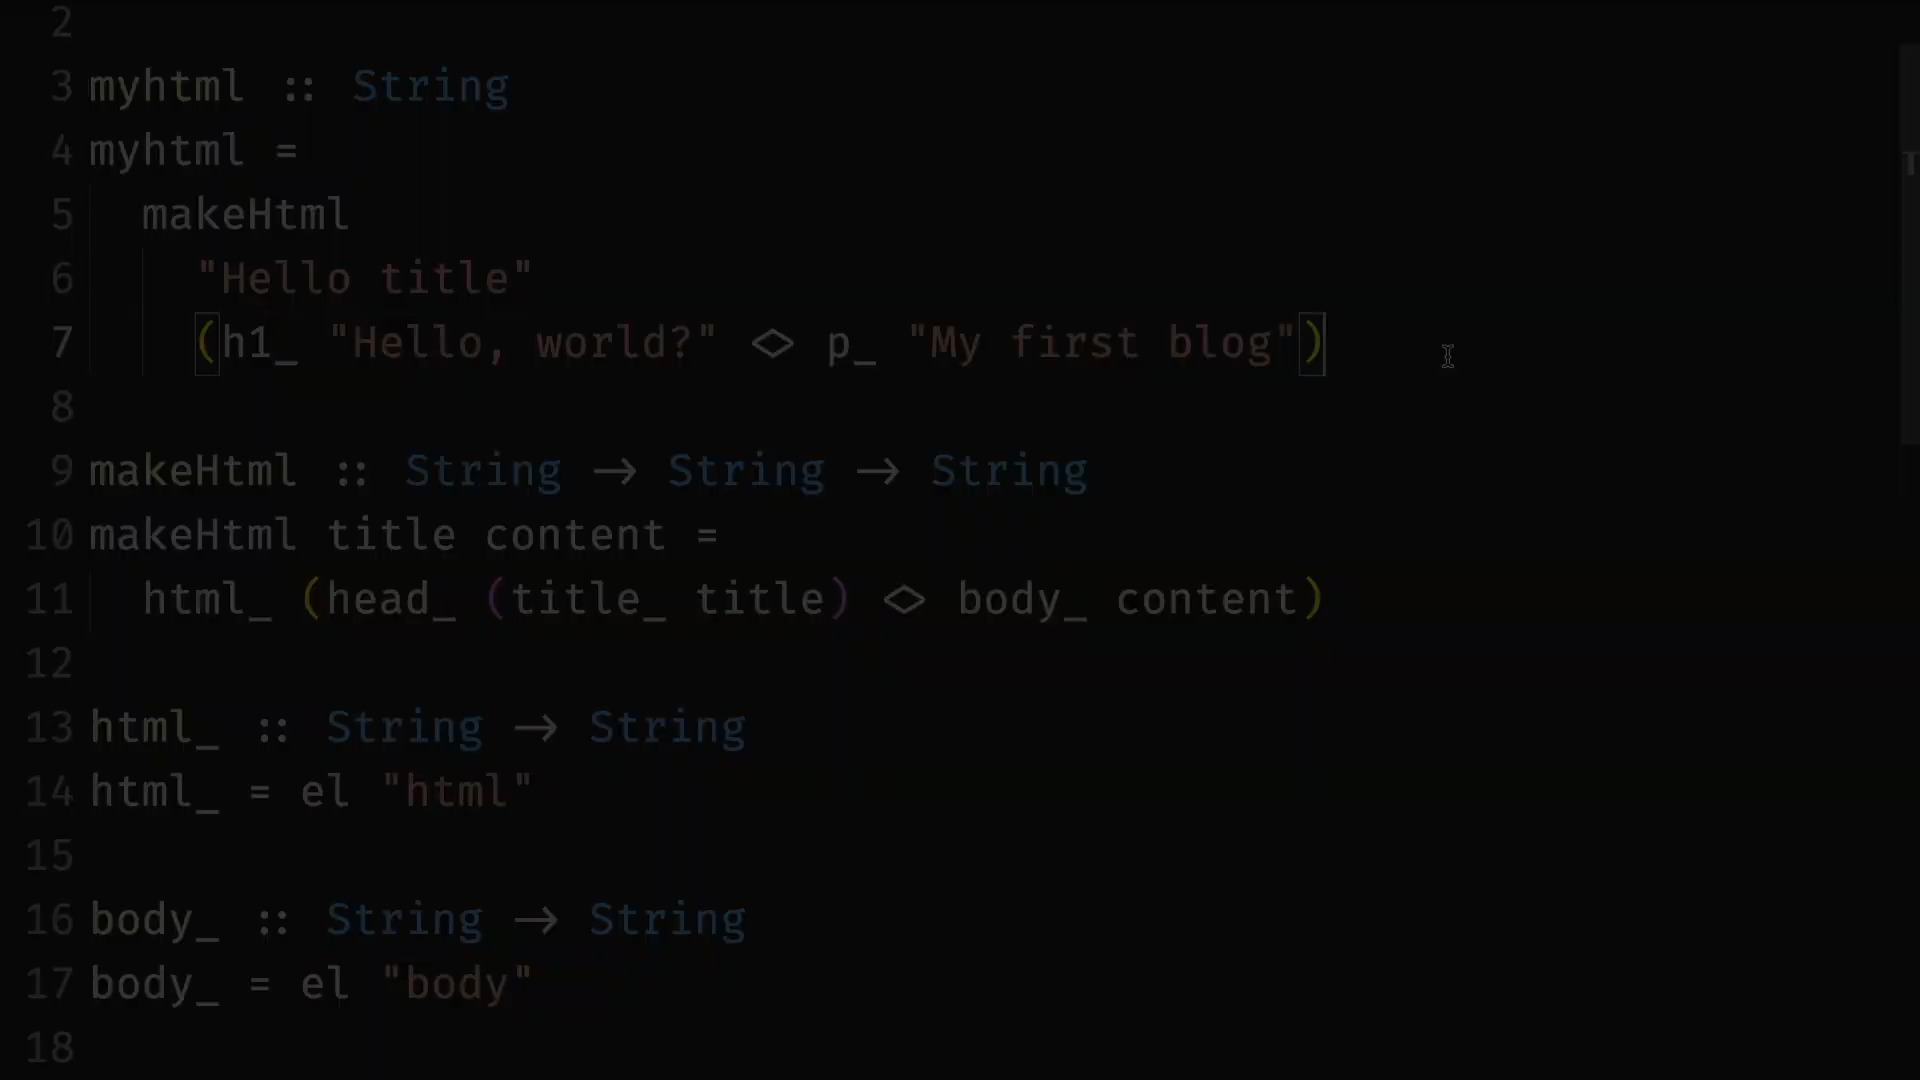 2
3 myhtml :: String
4 myhtml =
5 makeHtml
6 "Hello title"
7 (h1_ "Hello, world?" <> p_ "My first blog")
8
9 makeHtml :: String -> String -> String
10 makeHtml title content =
11 html_ (head_ (title_ title) <> body_ content)
12
13 html_ :: String -> String
14 html_ = el "html"
15
16 body_ :: String -> String
17 body_ = el "body"
18